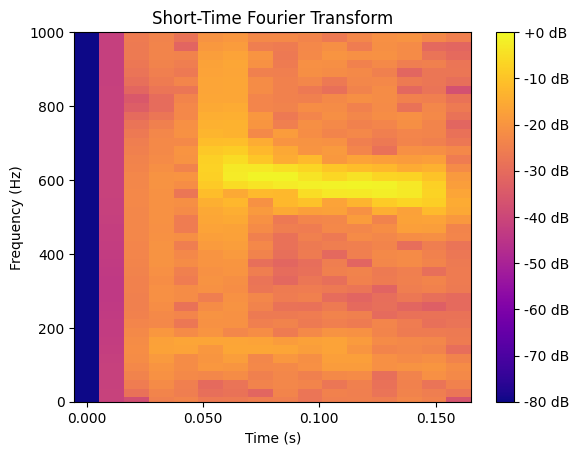 Short-Time Fourier Transform
1000
800
600
400
200
0
Frequency (Hz)
0.000
0.050
0.100
0.150
Time (s)
+0 dB
-10 dB
-20 dB
-30 dB
-40 dB
-50 dB
-60 dB
-70 dB
-80 dB